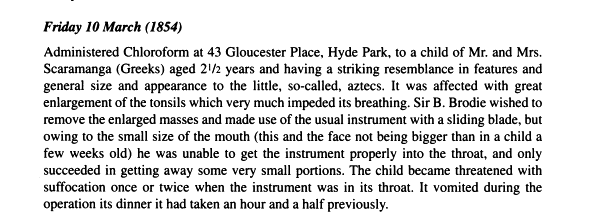 Friday 10 March (1854)
Administered Chloroform at 43 Gloucester Place, Hyde Park, to a child of Mr. and Mrs.
Scaramanga (Greeks) aged 2 1/2 years and having a striking resemblance in features and
general size and appearance to the little, so-called, aztecs. It was affected with great
enlargement of the tonsils which very much impeded its breathing. Sir B. Brodie wished to
remove the enlarged masses and made use of the usual instrument with a sliding blade, but
owing to the small size of the mouth (this and the face not being bigger than in a child a
few weeks old) he was unable to get the instrument properly into the throat, and only
succeeded in getting away some very small portions. The child became threatened with
suffocation once or twice when the instrument was in its throat. It vomited during the
operation its dinner it had taken an hour and a half previously.